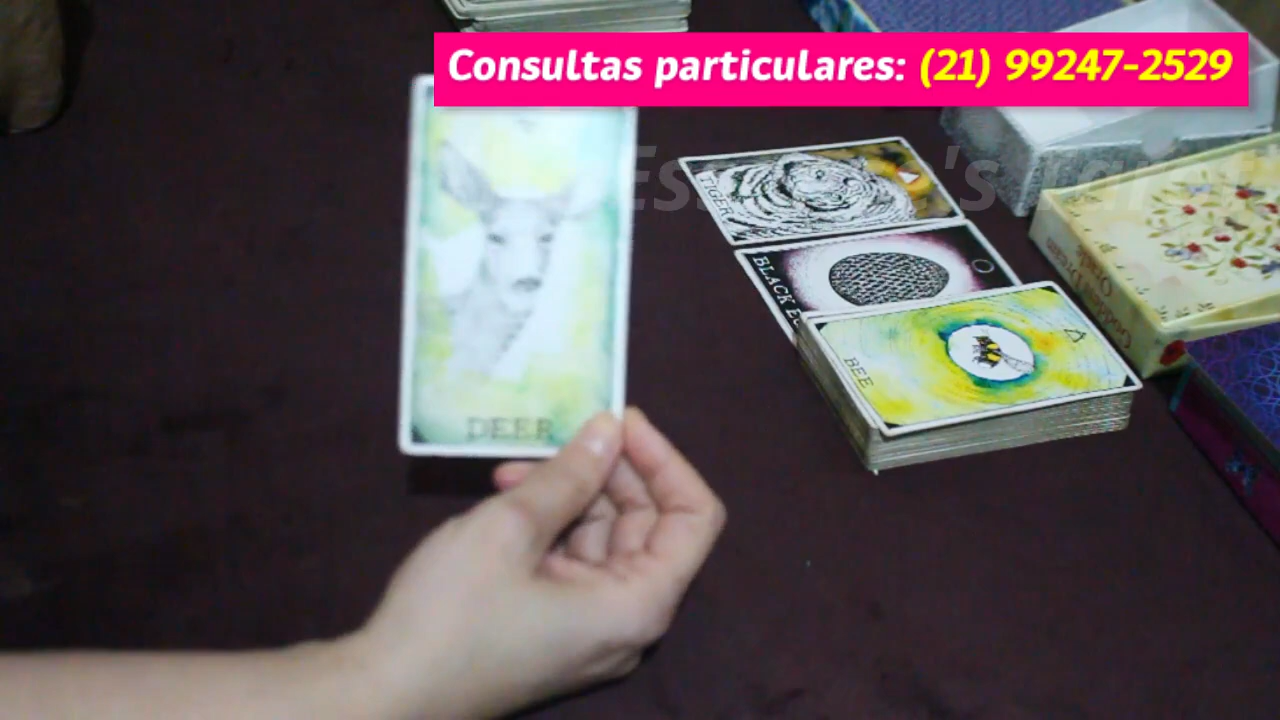 Consultas particulares: (21) 99247-2529
TIGER
BLACK E
BEE
DEER